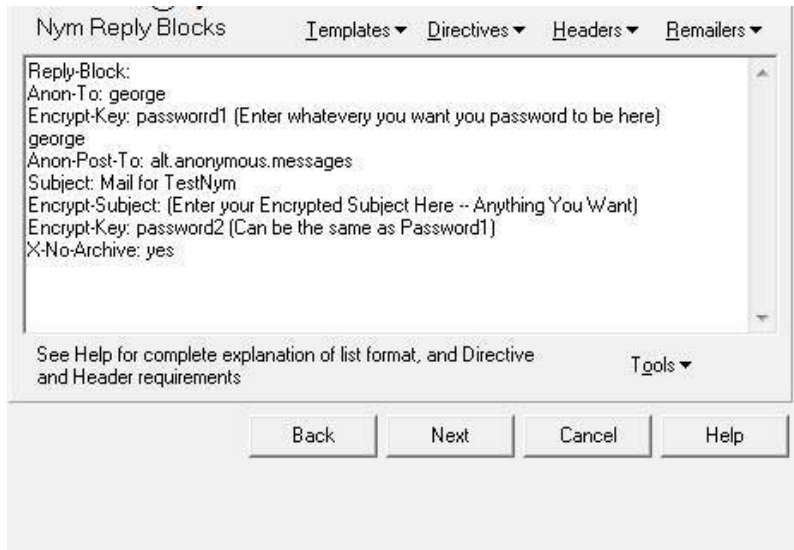 Nym Reply Blocks Templates Directives Headers Remailers
Reply-Block:
Anon-To: george
Encrypt-Key: passworrd1 (Enter whatevery you want you password to be here)
george
Anon-Post-To: alt.anonymous.messages
Subject: Mail for TestNym
Encrypt-Subject: (Enter your Encrypted Subject Here -- Anything You Want)
Encrypt-Key: password2 (Can be the same as Password1)
X-No-Archive: yes
See Help for complete explanation of list format, and Directive
and Header requirements
Tools
Back Next Cancel Help